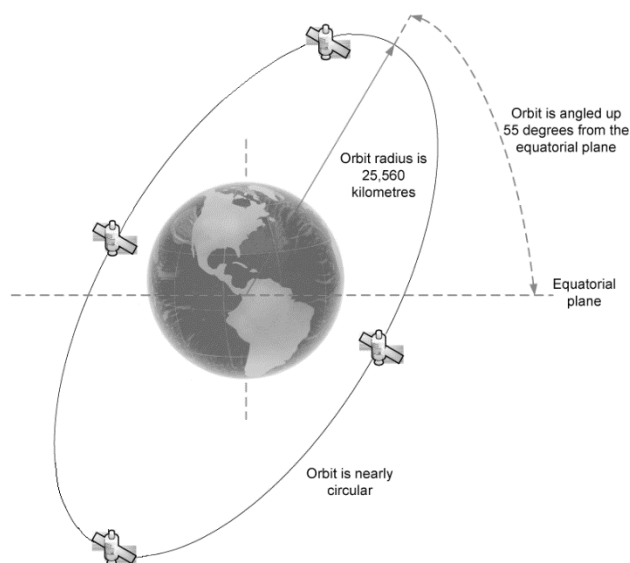 Orbit is angled up
55 degrees from the
equatorial plane
Orbit radius is
25,560
kilometres
Equatorial
plane
Orbit is nearly
circular